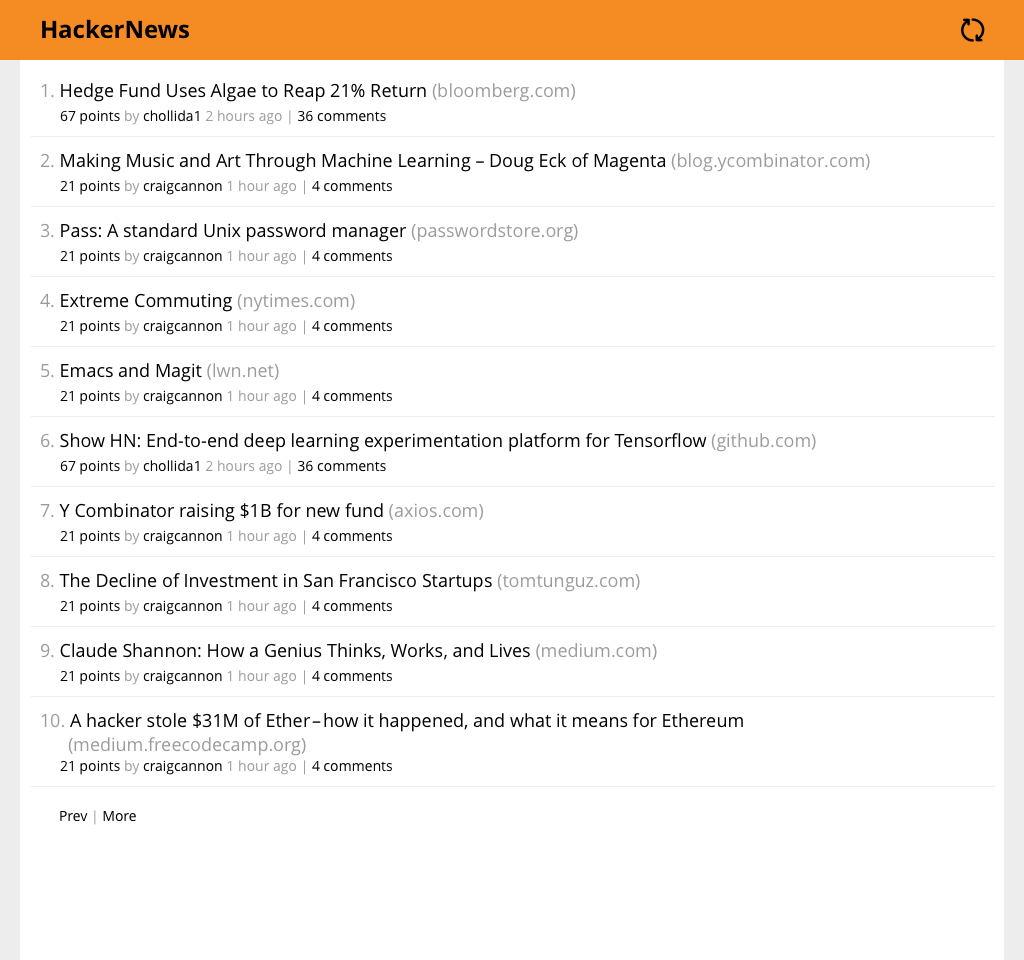 HackerNews
1. Hedge Fund Uses Algae to Reap 21% Return (bloomberg.com)
67 points by chollida1 2 hours ago | 36 comments
2. Making Music and Art Through Machine Learning – Doug Eck of Magenta (blog.ycombinator.com)
21 points by craigcannon 1 hour ago | 4 comments
3. Pass: A standard Unix password manager (passwordstore.org)
21 points by craigcannon 1 hour ago | 4 comments
4. Extreme Commuting (nytimes.com)
21 points by craigcannon 1 hour ago | 4 comments
5. Emacs and Magit (lwn.net)
21 points by craigcannon 1 hour ago | 4 comments
6. Show HN: End-to-end deep learning experimentation platform for Tensorflow (github.com)
67 points by chollida1 2 hours ago | 36 comments
7. Y Combinator raising $1B for new fund (axios.com)
21 points by craigcannon 1 hour ago | 4 comments
8. The Decline of Investment in San Francisco Startups (tomtunguz.com)
21 points by craigcannon 1 hour ago | 4 comments
9. Claude Shannon: How a Genius Thinks, Works, and Lives (medium.com)
21 points by craigcannon 1 hour ago | 4 comments
10. A hacker stole $31M of Ether – how it happened, and what it means for Ethereum
(medium.freecodecamp.org)
21 points by craigcannon 1 hour ago | 4 comments
Prev | More